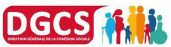 DGCS
DIRECTION GÉNÉRALE DE LA COHÉSION SOCIALE